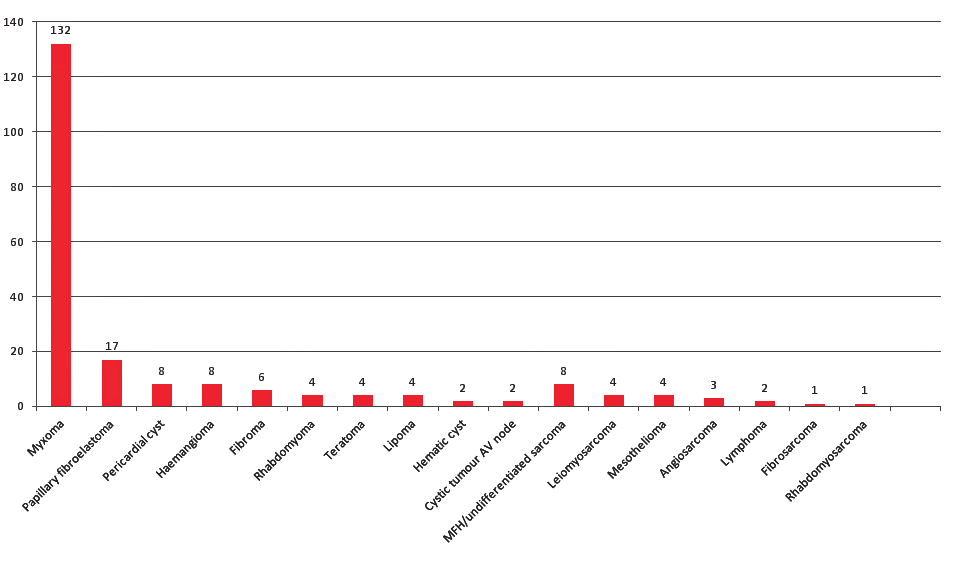 140
120
100
80
60
40
20
0
132
17
8
8
6
4
4
4
2
2
8
4
4
3
2
1
1
Myxoma
Papillary fibroelastoma
Pericardial cyst
Haemangioma
Fibroma
Rhabdomyoma
Teratoma
Lipoma
Hematic cyst
Cystic tumour AV node
MFH/undifferentiated sarcoma
Leiomyosarcoma
Mesothelioma
Angiosarcoma
Lymphoma
Fibrosarcoma
Rhabdomyosarcoma